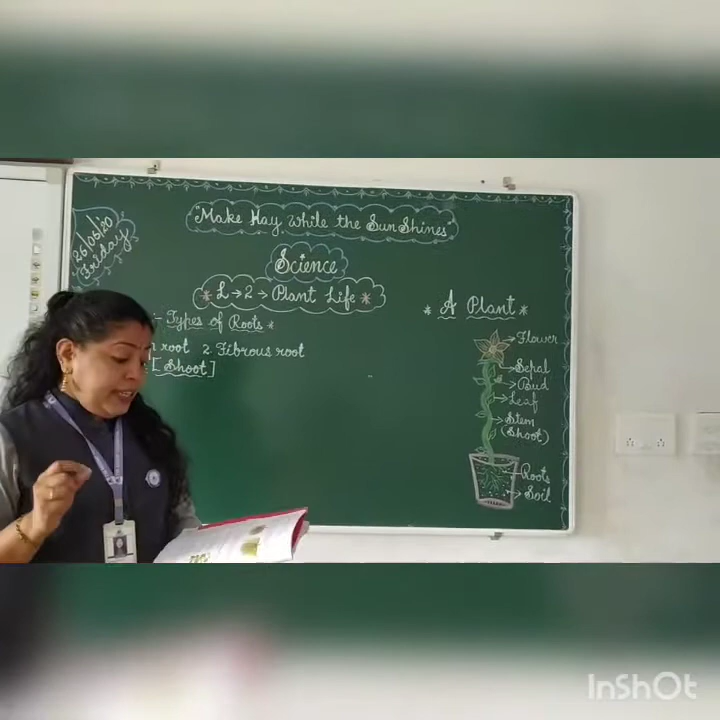 26/06/20
Friday
"Make Hay while the Sun Shines
Science
* L → 2 → Plant Life *
:- Types of Roots *
root 2. Fibrous root
[ Shoot ]
* A Plant *
Flower
Sepal
Bud
Leaf
Stem
(Shoot)
Roots
Soil
InShOt